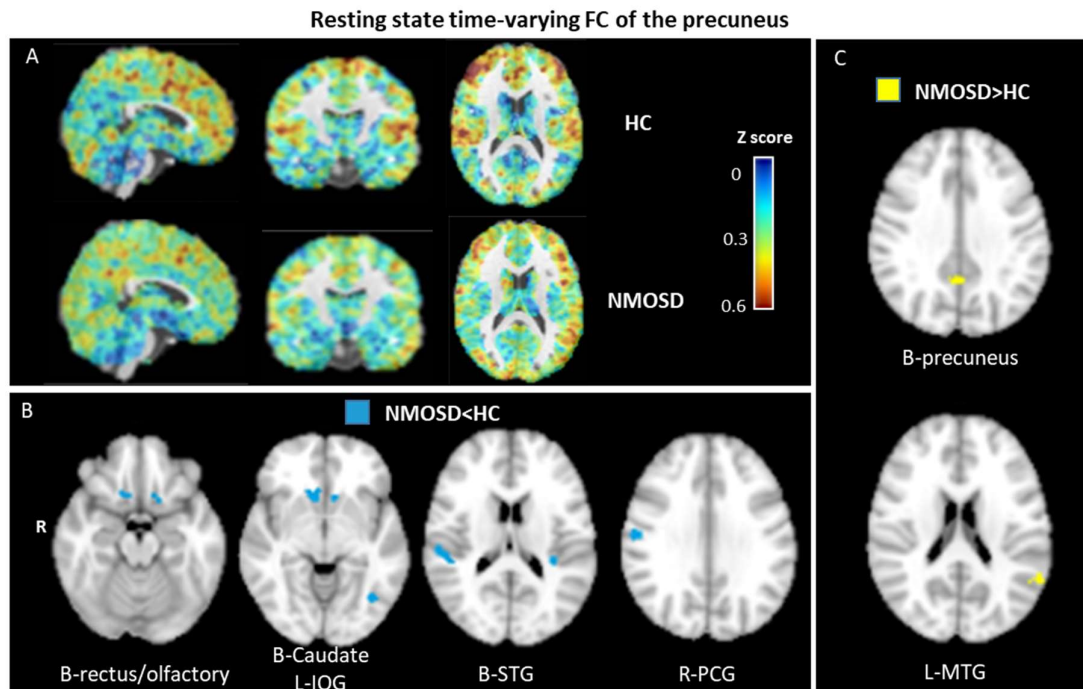 Resting state time-varying FC of the precuneus
A
HC
Z score
0
0.3
0.6
NMOSD
B
NMOSD<HC
R
B-rectus/olfactory
B-Caudate
L-IOG
B-STG
R-PCG
C
NMOSD>HC
B-precuneus
L-MTG